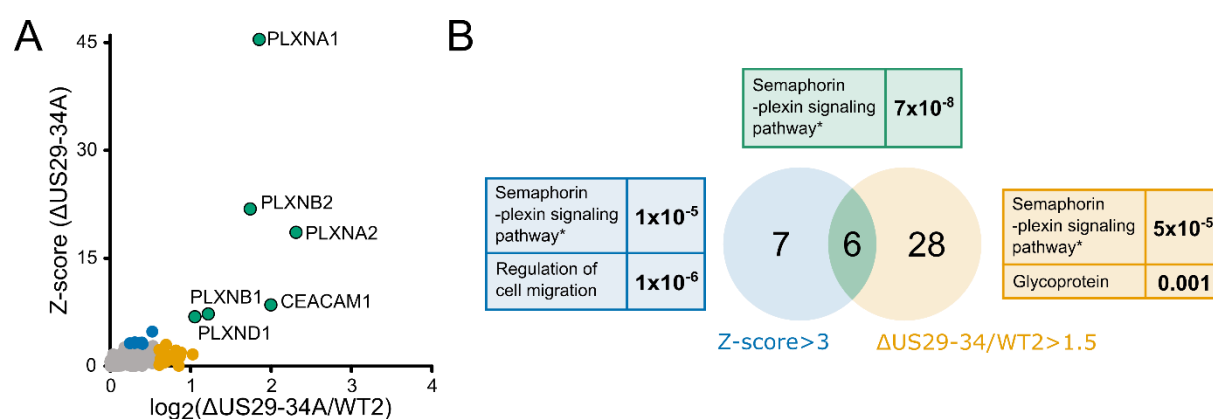 A
Z-score (ΔUS29-34A)
45
30
15
0
PLXNA1
PLXNB2
PLXNA2
PLXNB1
CEACAM1
PLXND1
0 1 2 3 4
log2(ΔUS29-34A/WT2)
B
Semaphorin
-plexin signaling
pathway*
7x10-8
Semaphorin
-plexin signaling
pathway*
1x10-5
Regulation of
cell migration
1x10-6
7 6 28
Semaphorin
-plexin signaling
pathway*
5x10-5
Glycoprotein
0.001
Z-score>3
ΔUS29-34/WT2>1.5